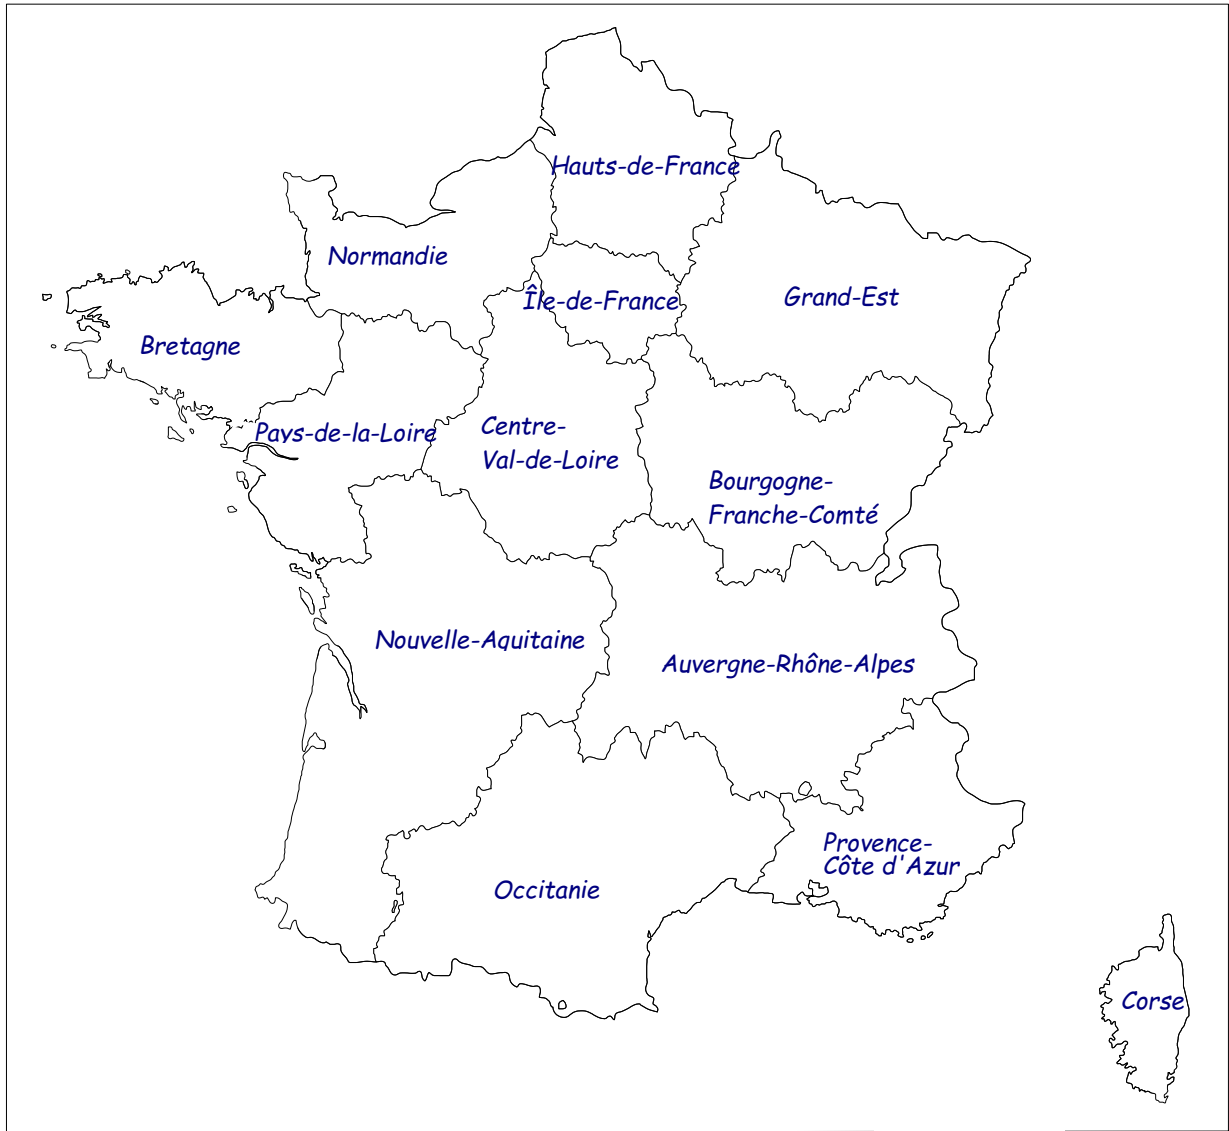 Hauts-de-France
Normandie
Île-de-France
Grand-Est
Bretagne
Pays-de-la-Loire
Centre-
Val-de-Loire
Bourgogne-
Franche-Comté
Nouvelle-Aquitaine
Auvergne-Rhône-Alpes
Provence-
Côte d'Azur
Occitanie
Corse